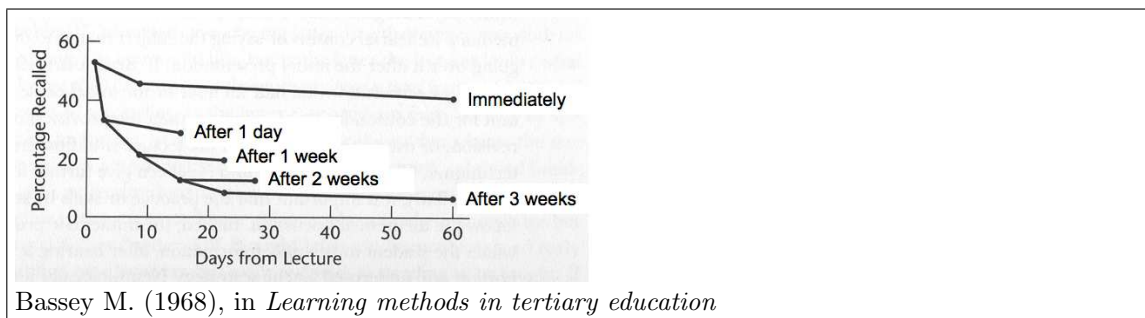 60
40
20
0
Percentage Recalled
Immediately
After 1 day
After 1 week
After 2 weeks
After 3 weeks
0 10 20 30 40 50 60
Days from Lecture
Bassey M. (1968), in Learning methods in tertiary education